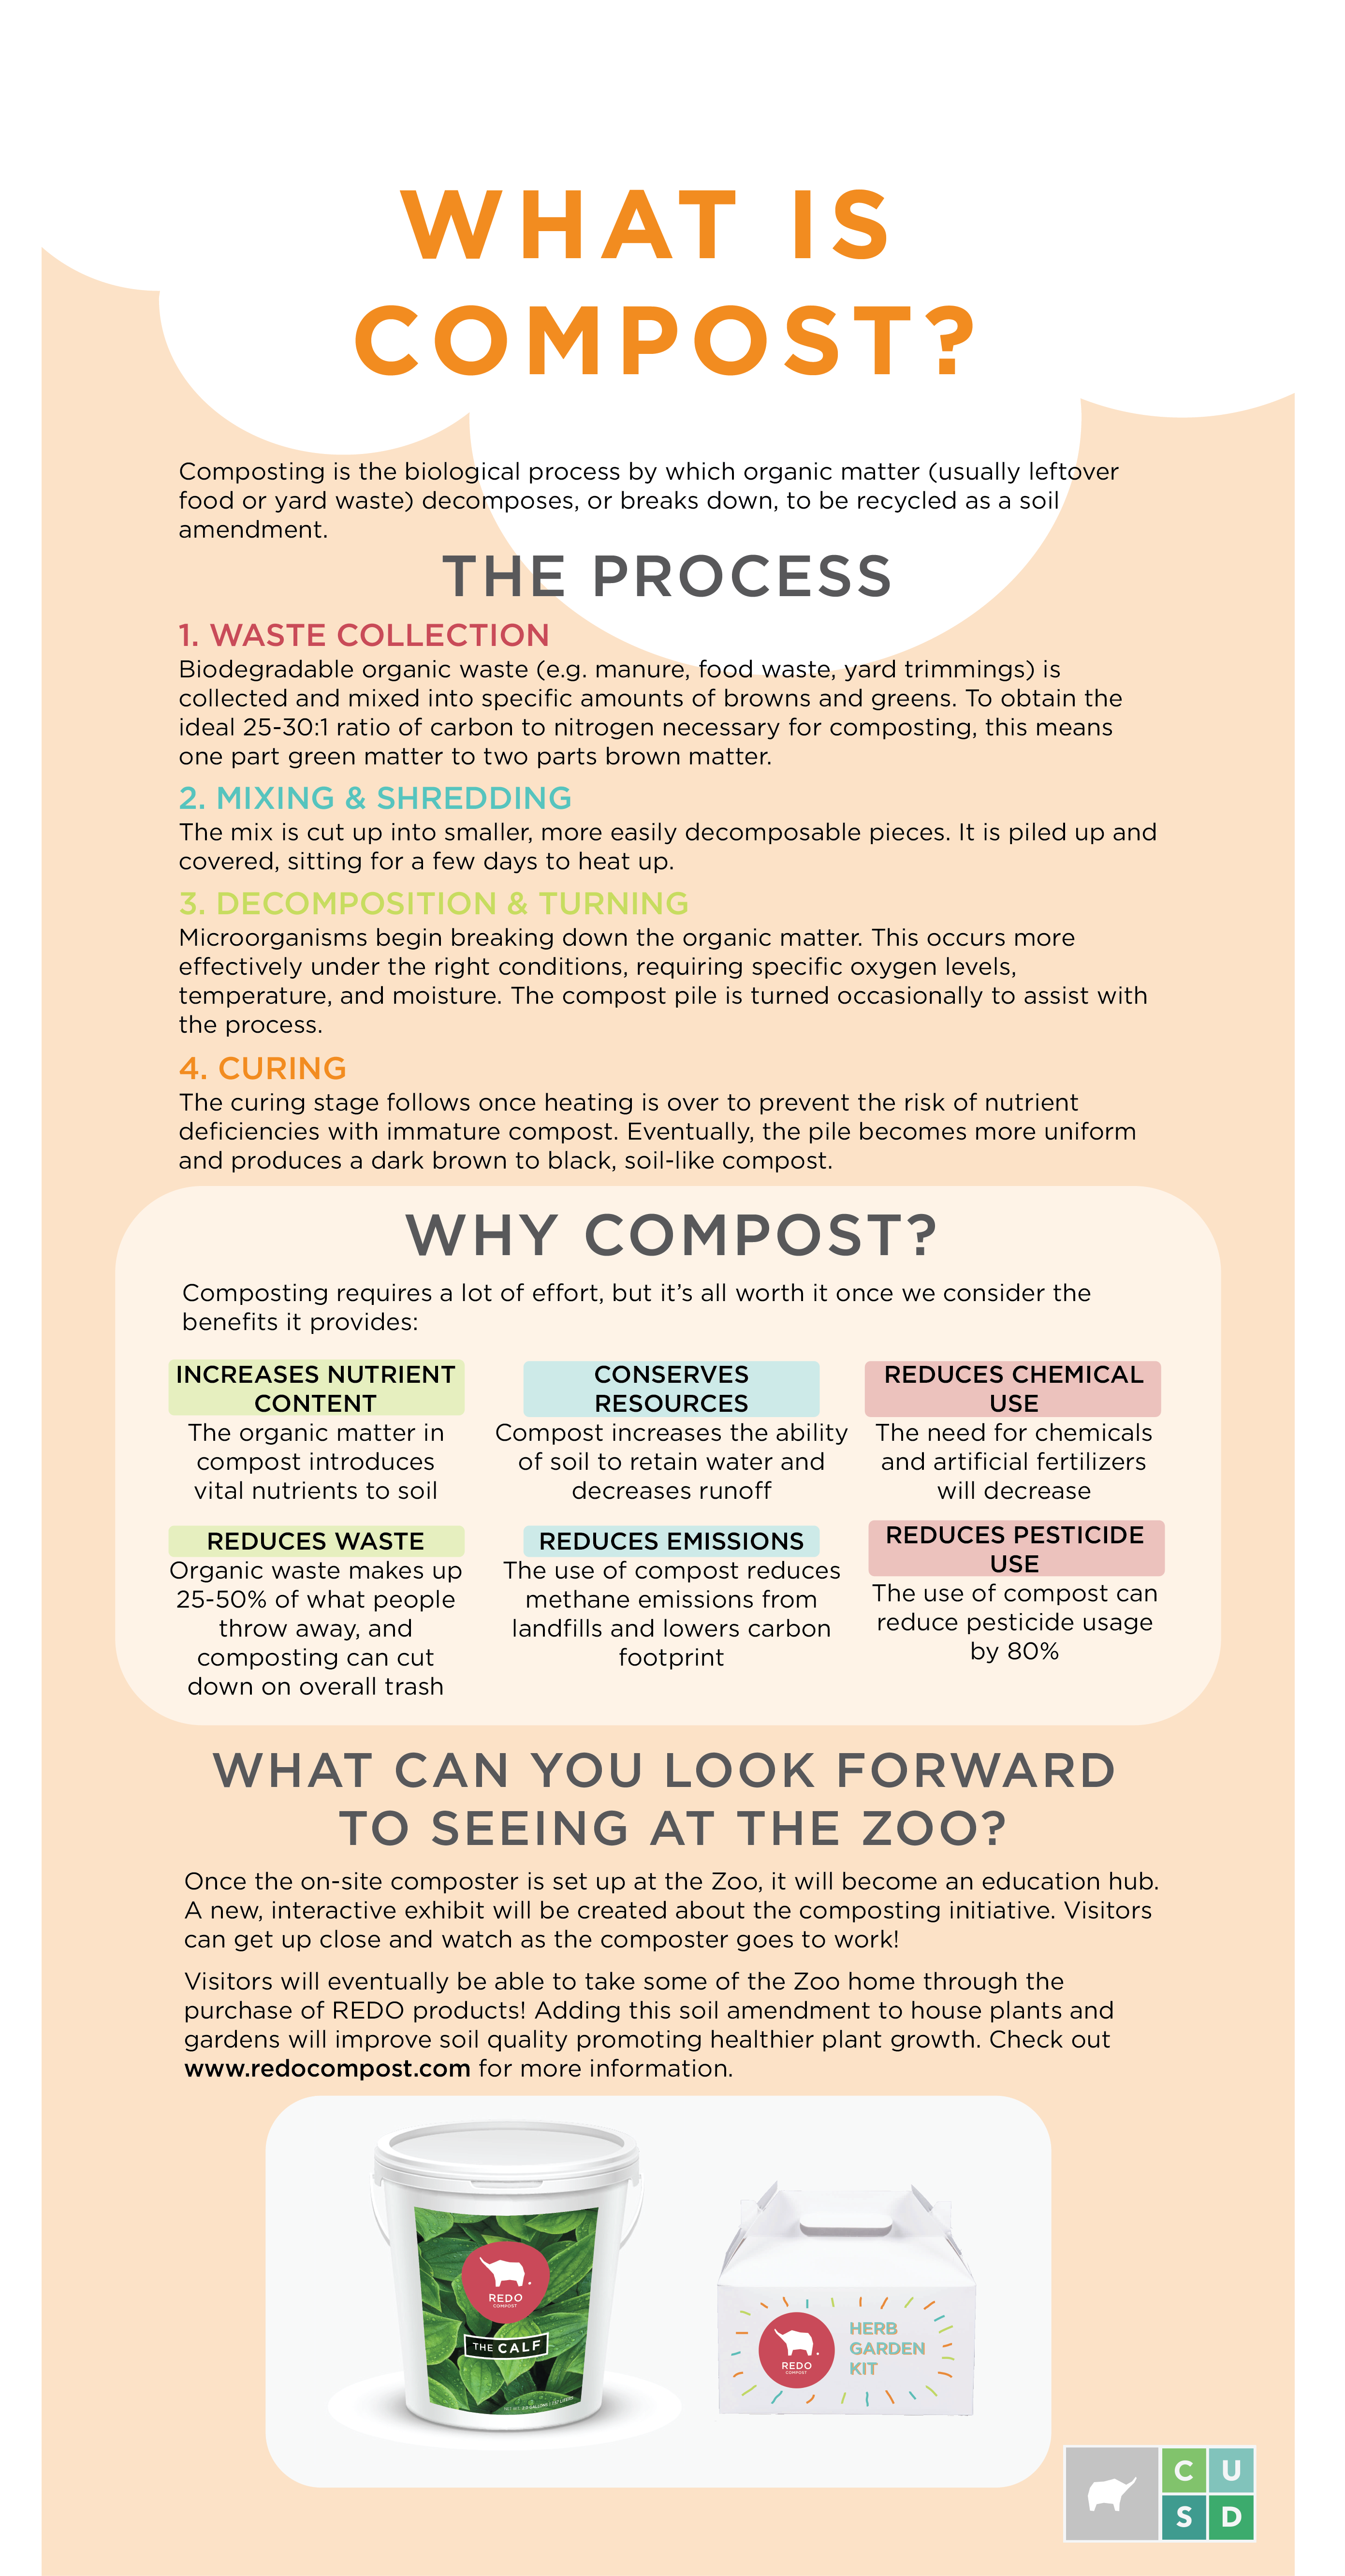 WHAT IS
COMPOST?
Composting is the biological process by which organic matter (usually leftover
food or yard waste) decomposes, or breaks down, to be recycled as a soil
amendment.
THE PROCESS
1. WASTE COLLECTION
Biodegradable organic waste (e.g. manure, food waste, yard trimmings) is
collected and mixed into specific amounts of browns and greens. To obtain the
ideal 25-30:1 ratio of carbon to nitrogen necessary for composting, this means
one part green matter to two parts brown matter.
2. MIXING & SHREDDING
The mix is cut up into smaller, more easily decomposable pieces. It is piled up and
covered, sitting for a few days to heat up.
3. DECOMPOSITION & TURNING
Microorganisms begin breaking down the organic matter. This occurs more
effectively under the right conditions, requiring specific oxygen levels,
temperature, and moisture. The compost pile is turned occasionally to assist with
the process.
4. CURING
The curing stage follows once heating is over to prevent the risk of nutrient
deficiencies with immature compost. Eventually, the pile becomes more uniform
and produces a dark brown to black, soil-like compost.
WHY COMPOST?
Composting requires a lot of effort, but it's all worth it once we consider the
benefits it provides:
INCREASES NUTRIENT
CONTENT
The organic matter in
compost introduces
vital nutrients to soil
CONSERVES
RESOURCES
Compost increases the ability
of soil to retain water and
decreases runoff
REDUCES CHEMICAL
USE
The need for chemicals
and artificial fertilizers
will decrease
REDUCES WASTE
Organic waste makes up
25-50% of what people
throw away, and
composting can cut
down on overall trash
REDUCES EMISSIONS
The use of compost reduces
methane emissions from
landfills and lowers carbon
footprint
REDUCES PESTICIDE
USE
The use of compost can
reduce pesticide usage
by 80%
WHAT CAN YOU LOOK FORWARD
TO SEEING AT THE ZOO?
Once the on-site composter is set up at the Zoo, it will become an education hub.
A new, interactive exhibit will be created about the composting initiative. Visitors
can get up close and watch as the composter goes to work!
Visitors will eventually be able to take some of the Zoo home through the
purchase of REDO products! Adding this soil amendment to house plants and
gardens will improve soil quality promoting healthier plant growth. Check out
www.redocompost.com for more information.
REDO
COMPOST
THE CALF
REDO
COMPOST
HERB
GARDEN
KIT
C U
S D